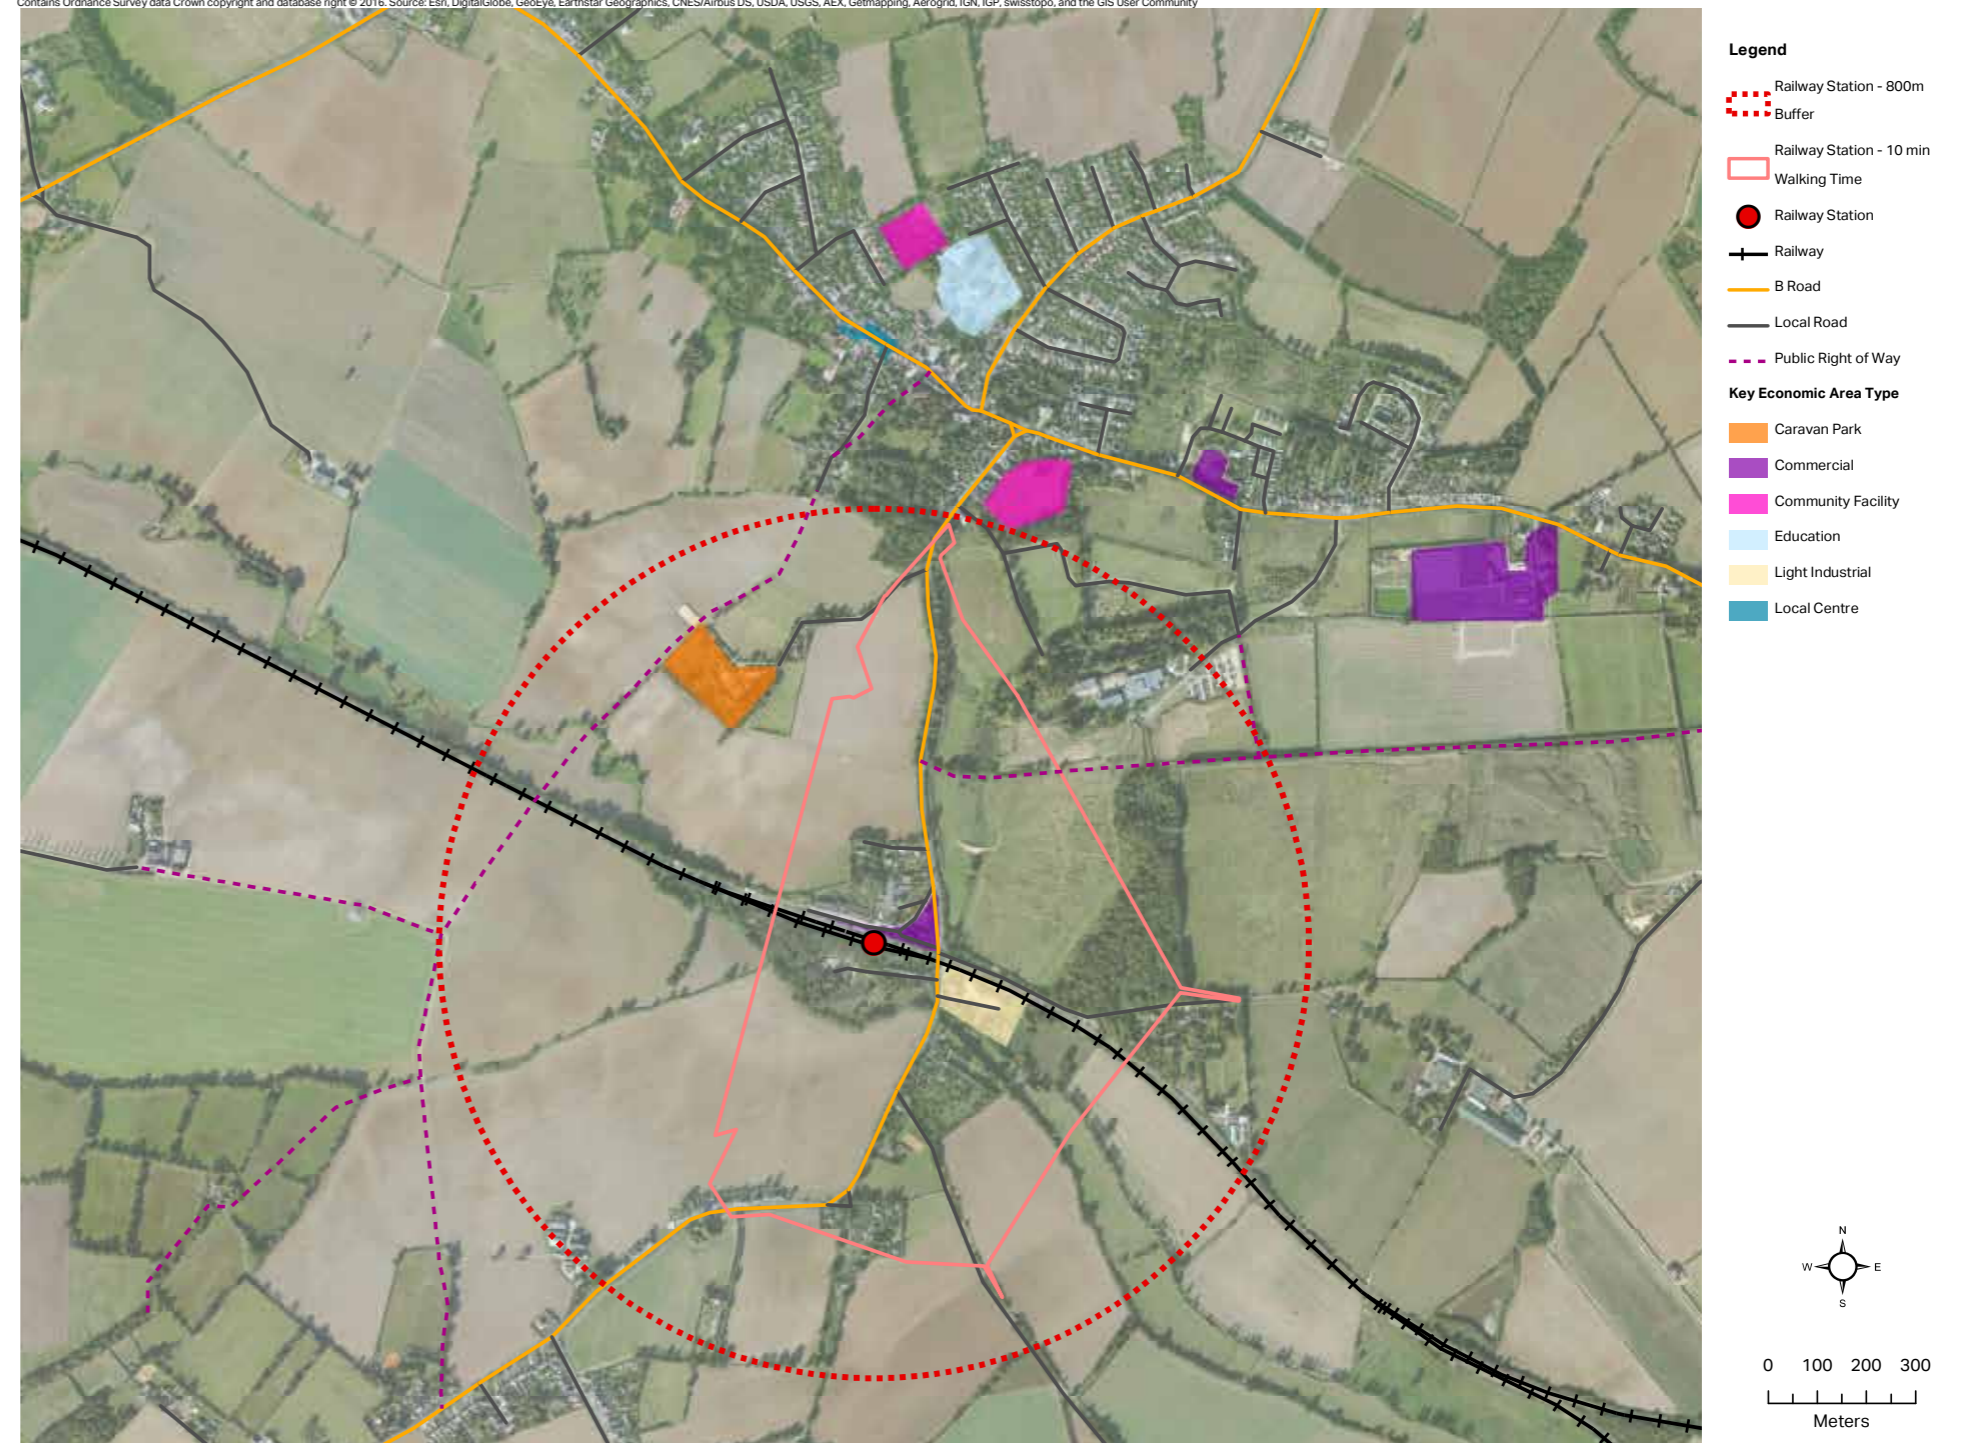 Contains Ordnance Survey data Crown copyright and database right © 2016. Source: Esri, DigitalGlobe, GeoEye, Earthstar Geographics, CNES/Airbus DS, USDA, USGS, AEX, Getmapping, Aerogrid, IGN, IGP, swisstopo, and the GIS User Community
Legend
Railway Station - 800m
Buffer
Railway Station - 10 min
Walking Time
Railway Station
Railway
B Road
Local Road
Public Right of Way
Key Economic Area Type
Caravan Park
Commercial
Community Facility
Education
Light Industrial
Local Centre
N
W E
S
0 100 200 300
Meters